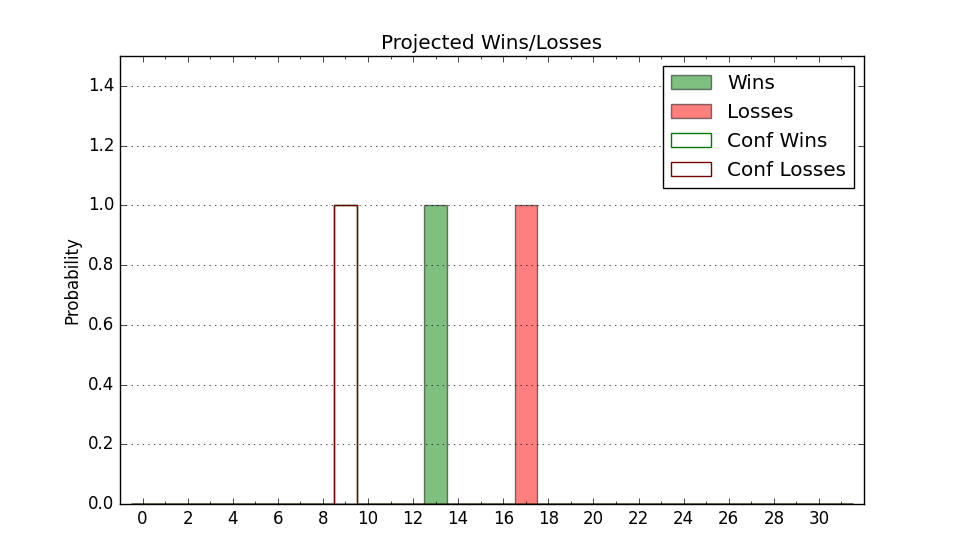 Projected Wins/Losses
Wins
Losses
Conf Wins
Conf Losses
Probability
1.4
1.2
1.0
0.8
0.6
0.4
0.2
0.0
0 2 4 6 8 10 12 14 16 18 20 22 24 26 28 30